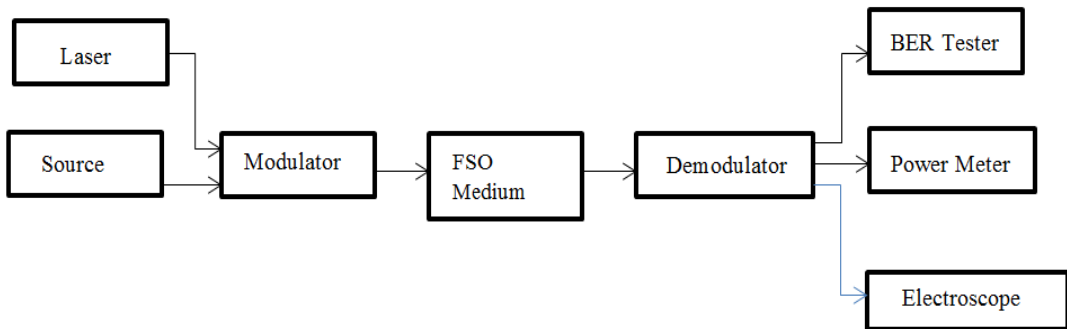 Laser
Source
Modulator
FSO
Medium
Demodulator
BER Tester
Power Meter
Electroscope